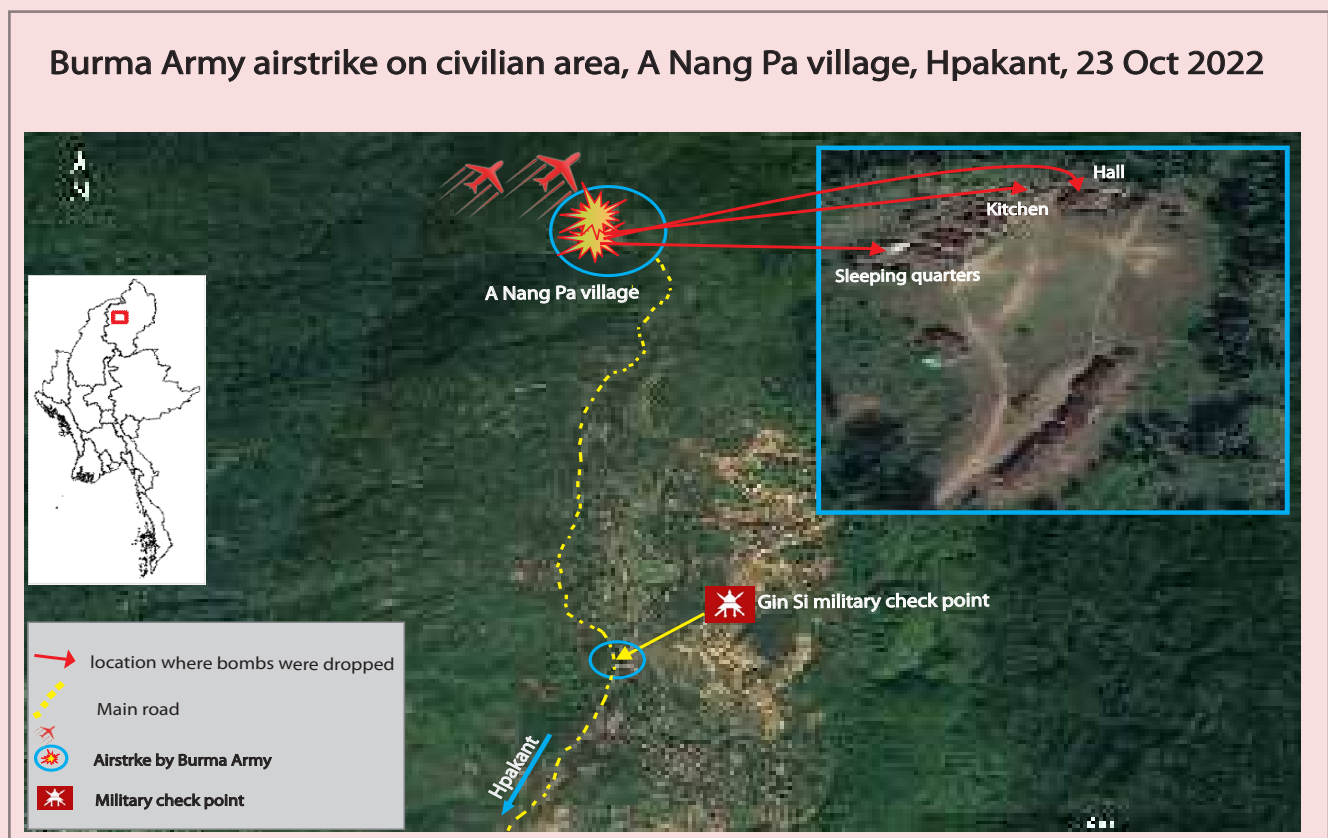 Burma Army airstrike on civilian area, A Nang Pa village, Hpakant, 23 Oct 2022
A
N
Hall
Kitchen
Sleeping quarters
A Nang Pa village
Gin Si military check point
Hpakant
location where bombs were dropped
Main road
Airstrke by Burma Army
Military check point